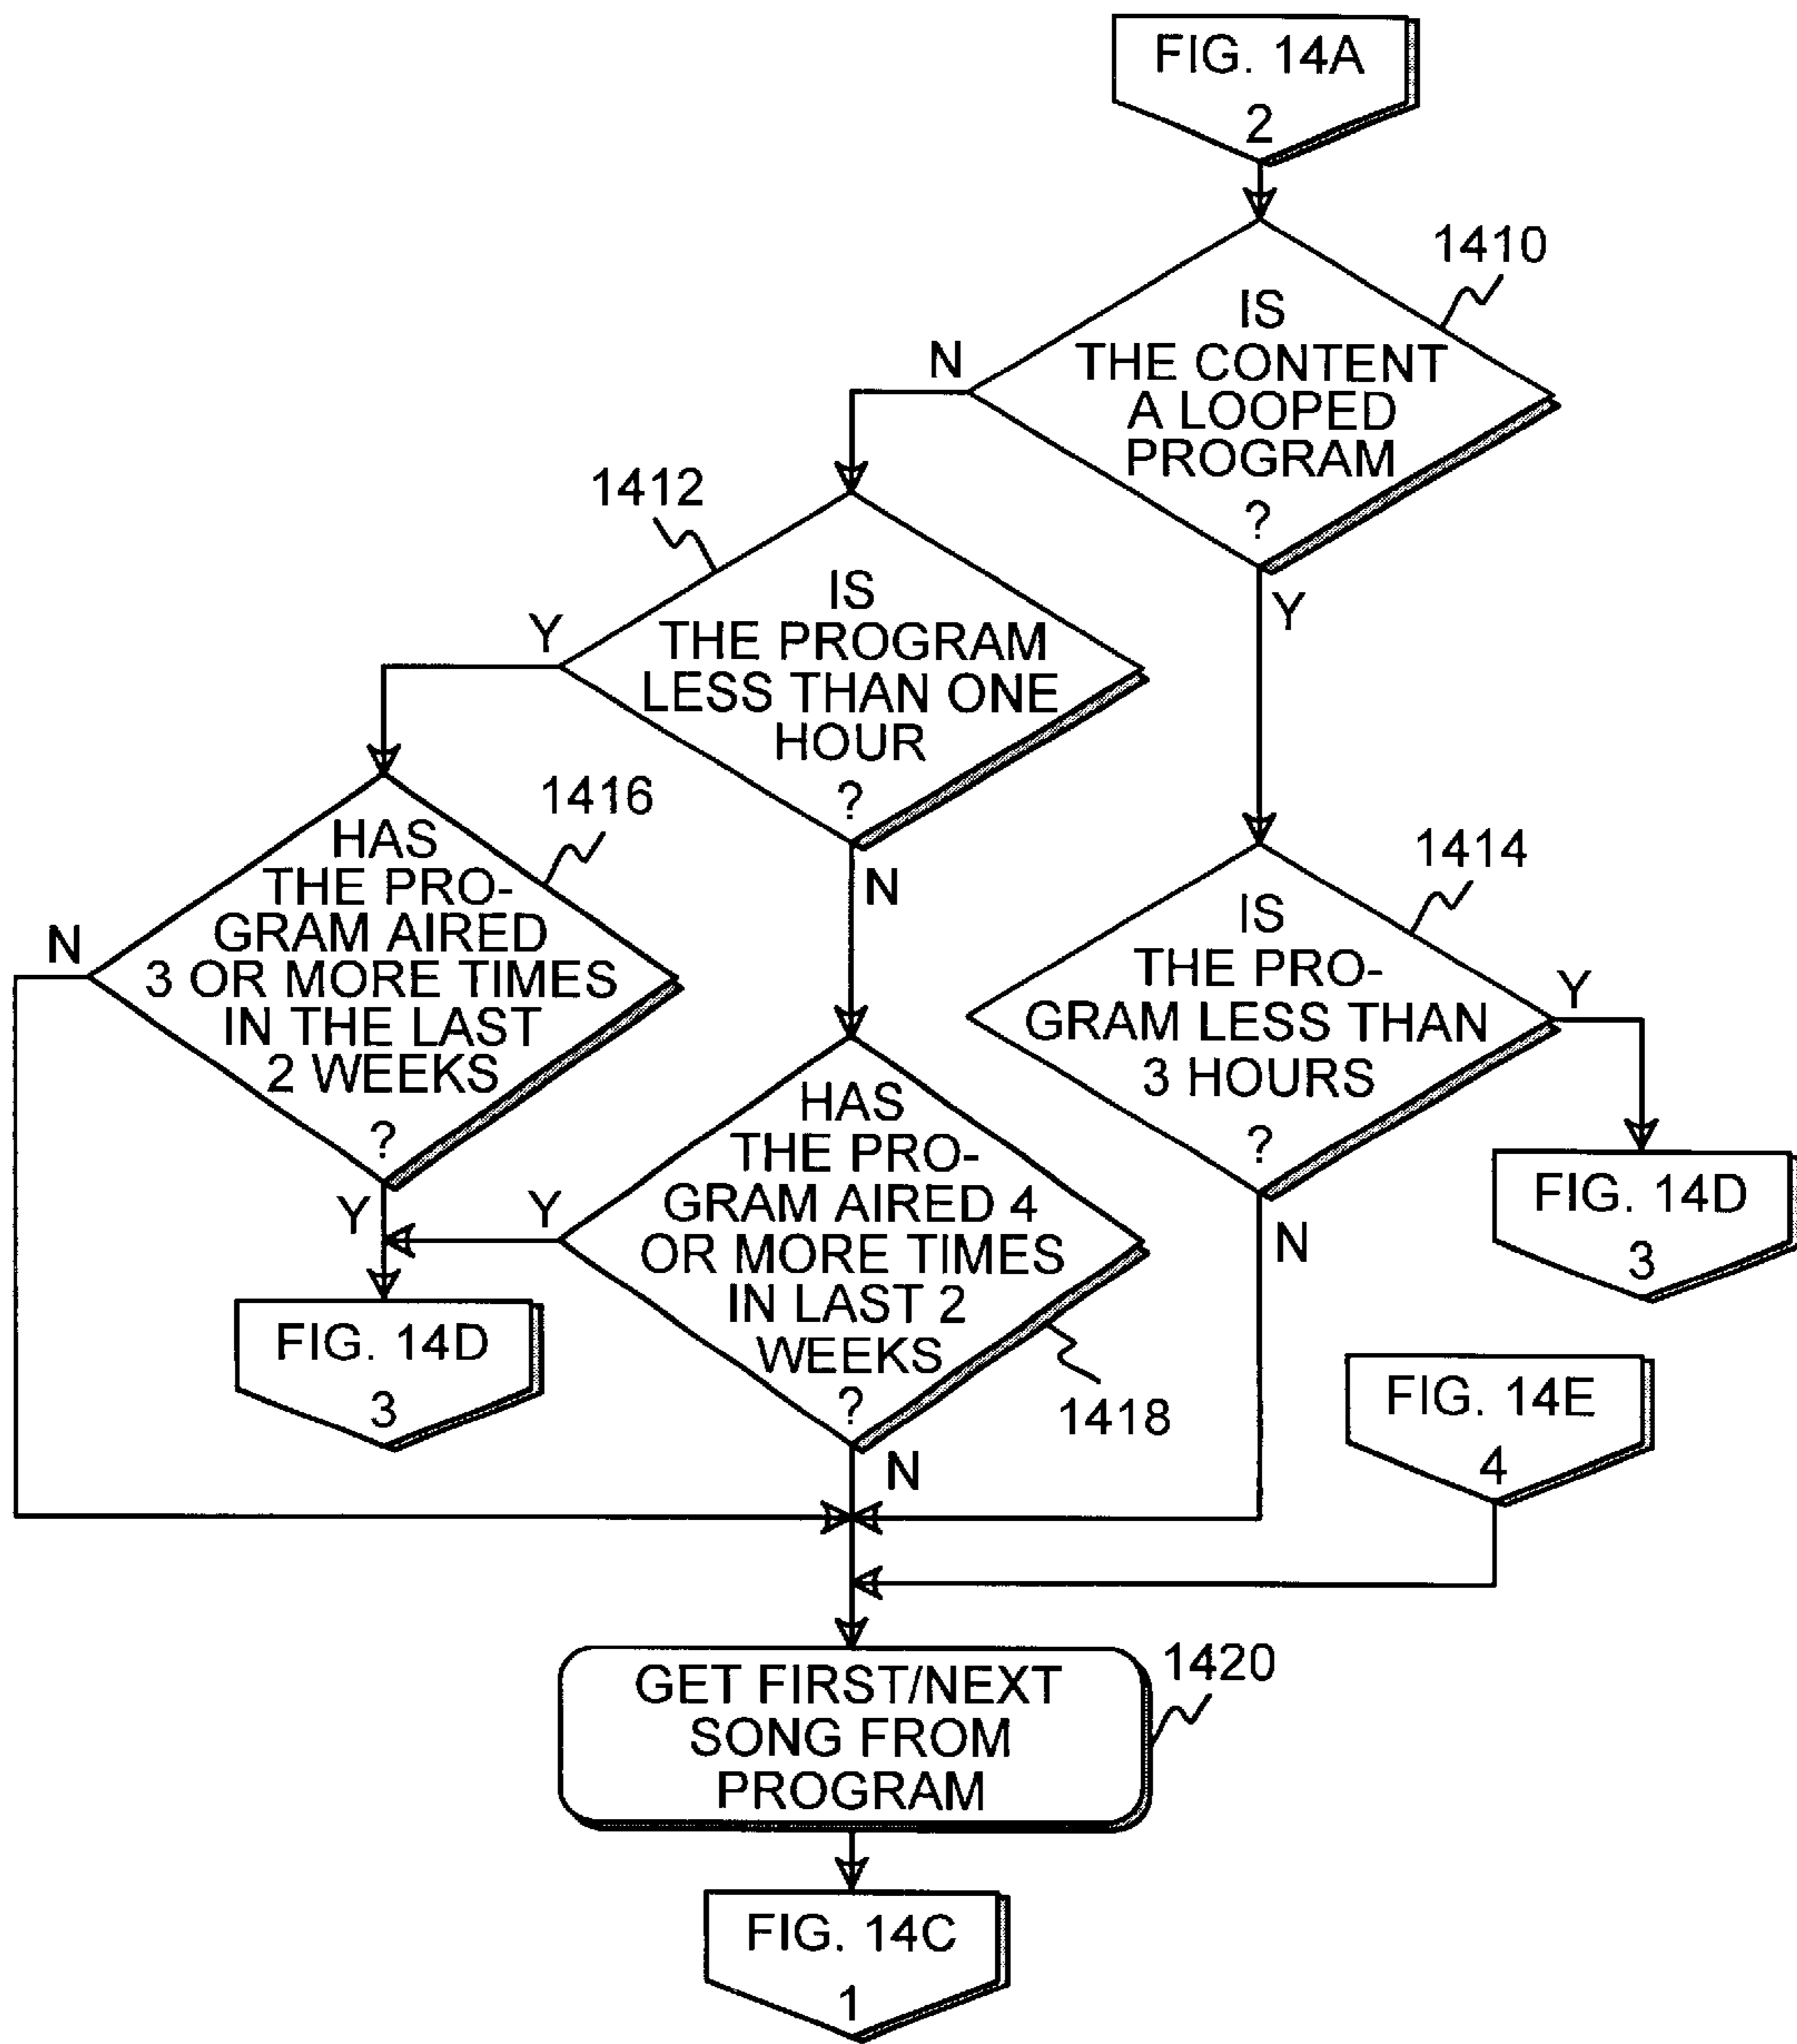 FIG. 14A
2
1410
IS
THE CONTENT
A LOOPED
PROGRAM
?
N
Y
1412
IS
THE PROGRAM
LESS THAN ONE
HOUR
?
Y
N
1416
HAS
THE PRO-
GRAM AIRED
3 OR MORE TIMES
IN THE LAST
2 WEEKS
?
N
Y
1414
IS
THE PRO-
GRAM LESS THAN
3 HOURS
?
Y
N
FIG. 14D
3
HAS
THE PRO-
GRAM AIRED 4
OR MORE TIMES
IN LAST 2
WEEKS
?
Y
N
1418
FIG. 14D
3
FIG. 14E
4
GET FIRST/NEXT
SONG FROM
PROGRAM
1420
FIG. 14C
1